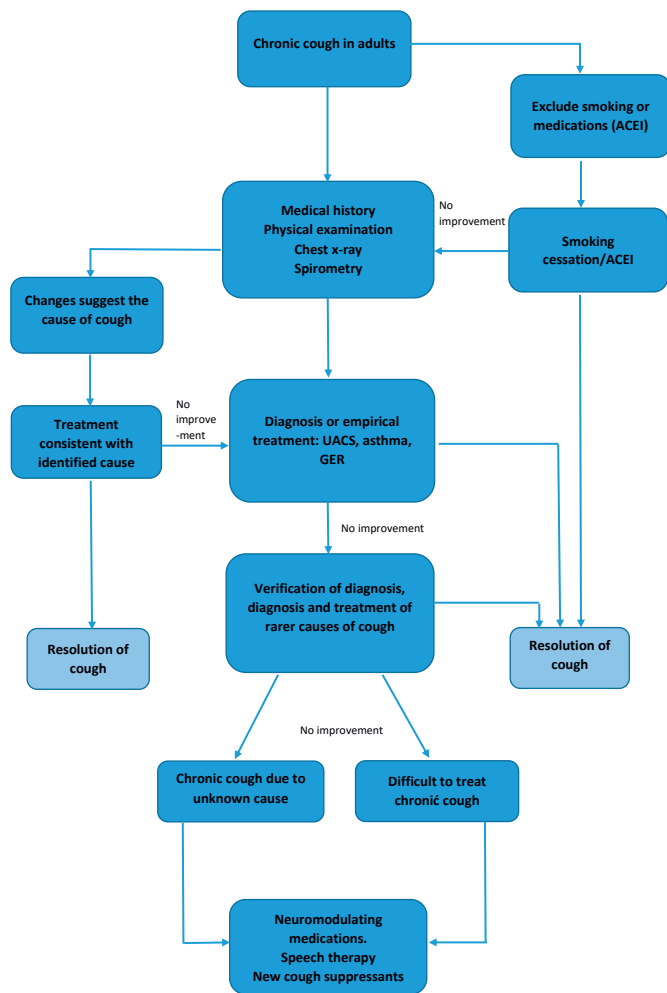 Chronic cough in adults
Exclude smoking or
medications (ACEI)
No
improvement
Medical history
Physical examination
Chest x-ray
Spirometry
Smoking
cessation/ACEI
Changes suggest the
cause of cough
No
improve
-ment
Treatment
consistent with
identified cause
Diagnosis or empirical
treatment: UACS, asthma,
GER
No improvement
Verification of diagnosis,
diagnosis and treatment of
rarer causes of cough
Resolution of
cough
Resolution of
cough
No improvement
Chronic cough due to
unknown cause
Difficult to treat
chronić cough
Neuromodulating
medications.
Speech therapy
New cough suppressants